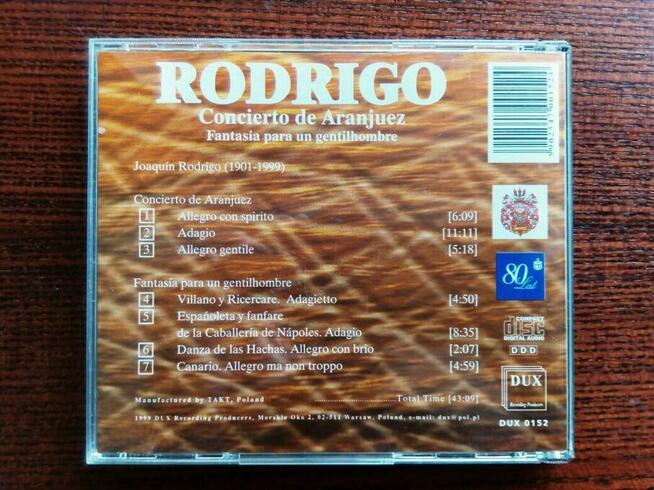 RODRIGO
Concierto de Aranjuez
Fantasia para un gentilhombre
Joaquín Rodrigo (1901-1999)
Concierto de Aranjuez
1 Allegro con spirito [6:09]
2 Adagio [11:11]
3 Allegro gentile [5:18]
Fantasía para un gentilhombre
4 Villano y Ricercare. Adagietto [4:50]
5 Españoleta y fanfare
de la Caballería de Nápoles. Adagio [8:35]
6 Danza de las Hachas. Allegro con brio [2:07]
7 Canario. Allegro ma non troppo [4:59]
Manufactured by TAKT, Poland ........................Total Time [43:09]
1999 DUX Recording Producers, Morskie Oko 2, 02-511 Warsaw, Poland, e-mail: dux@pol.pl
5902547001524
80 Lat
COMPACT
disc
DIGITAL AUDIO
DDD
DUX
Recording Producers
DUX 0152